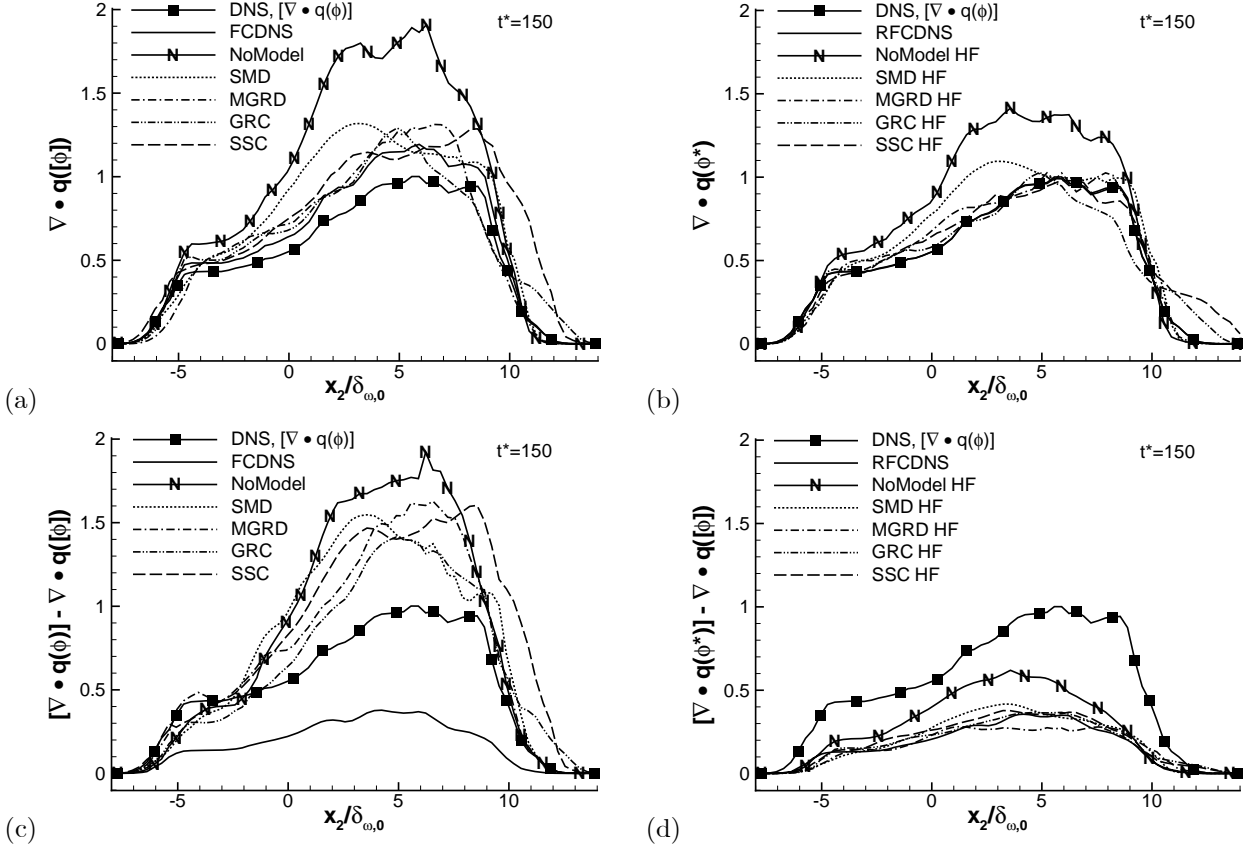 DNS, [∇ • q(ϕ)]
FCDNS
NoModel
SMD
MGRD
GRC
SSC
t*=150
∇ • q([ϕ])
2
1.5
1
0.5
0
-5 0 5 10
x₂/δω,0
(a)
DNS, [∇ • q(ϕ)]
RFCDNS
NoModel HF
SMD HF
MGRD HF
GRC HF
SSC HF
t*=150
∇ • q(ϕ*)
2
1.5
1
0.5
0
-5 0 5 10
x₂/δω,0
(b)
DNS, [∇ • q(ϕ)]
FCDNS
NoModel
SMD
MGRD
GRC
SSC
t*=150
[∇ • q(ϕ)] - ∇ • q([ϕ])
2
1.5
1
0.5
0
-5 0 5 10
x₂/δω,0
(c)
DNS, [∇ • q(ϕ)]
RFCDNS
NoModel HF
SMD HF
MGRD HF
GRC HF
SSC HF
t*=150
[∇ • q(ϕ*)] - ∇ • q([ϕ])
2
1.5
1
0.5
0
-5 0 5 10
x₂/δω,0
(d)